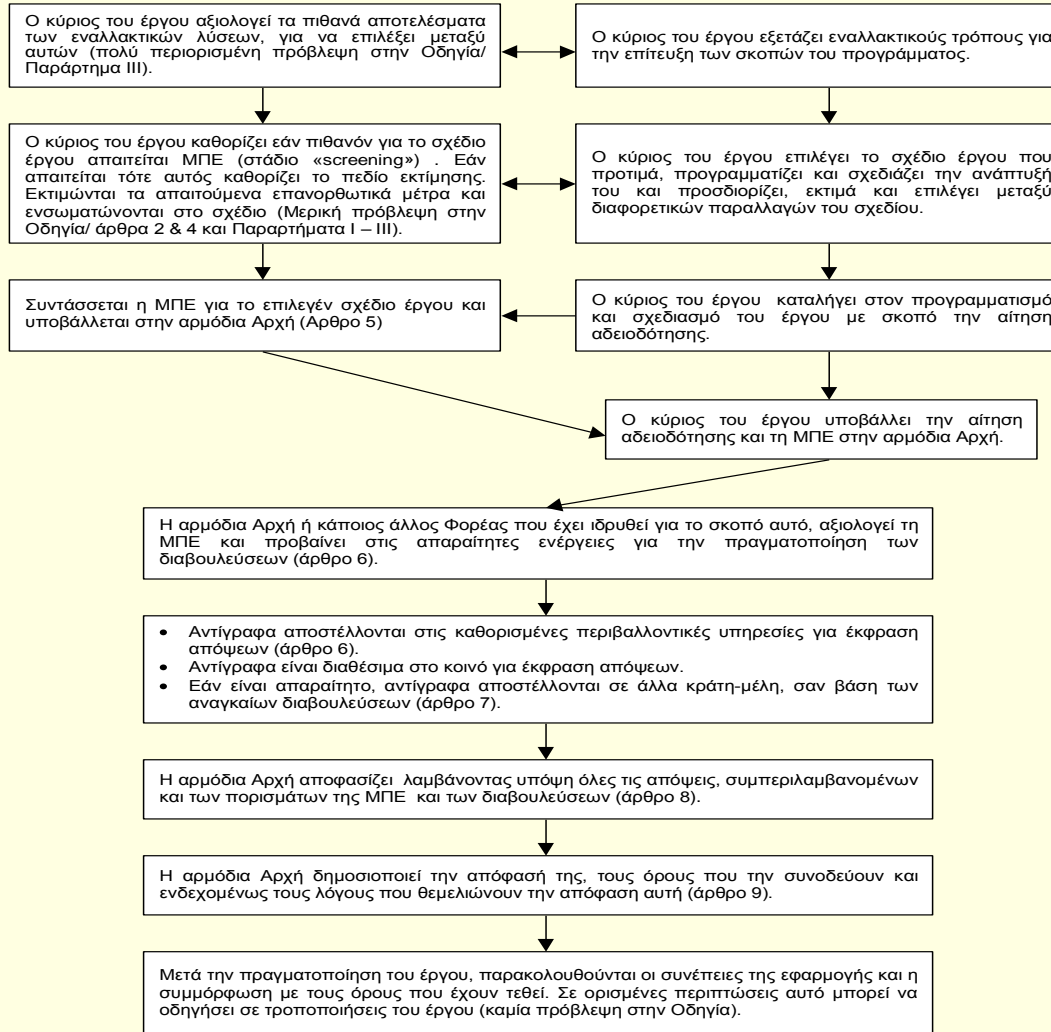 Ο κύριος του έργου αξιολογεί τα πιθανά αποτελέσματα
των εναλλακτικών λύσεων, για να επιλέξει μεταξύ
αυτών (πολύ περιορισμένη πρόβλεψη στην Οδηγία/
Παράρτημα ΙΙΙ).
Ο κύριος του έργου εξετάζει εναλλακτικούς τρόπους για
την επίτευξη των σκοπών του προγράμματος.
Ο κύριος του έργου καθορίζει εάν πιθανόν για το σχέδιο
έργου απαιτείται ΜΠΕ (στάδιο «screening») . Εάν
απαιτείται τότε αυτός καθορίζει το πεδίο εκτίμησης.
Εκτιμώνται τα απαιτούμενα επανορθωτικά μέτρα και
ενσωματώνονται στο σχέδιο (Μερική πρόβλεψη στην
Οδηγία/ άρθρα 2 & 4 και Παραρτήματα Ι – ΙΙΙ).
Ο κύριος του έργου επιλέγει το σχέδιο έργου που
προτιμά, προγραμματίζει και σχεδιάζει την ανάπτυξή
του και προσδιορίζει, εκτιμά και επιλέγει μεταξύ
διαφορετικών παραλλαγών του σχεδίου.
Συντάσσεται η ΜΠΕ για το επιλεγέν σχέδιο έργου και
υποβάλλεται στην αρμόδια Αρχή (Αρθρο 5)
Ο κύριος του έργου καταλήγει στον προγραμματισμό
και σχεδιασμό του έργου με σκοπό την αίτηση
αδειοδότησης.
Ο κύριος του έργου υποβάλλει την αίτηση
αδειοδότησης και τη ΜΠΕ στην αρμόδια Αρχή.
Η αρμόδια Αρχή ή κάποιος άλλος Φορέας που έχει ιδρυθεί για το σκοπό αυτό, αξιολογεί τη
ΜΠΕ και προβαίνει στις απαραίτητες ενέργειες για την πραγματοποίηση των
διαβουλεύσεων (άρθρο 6).
• Αντίγραφα αποστέλλονται στις καθορισμένες περιβαλλοντικές υπηρεσίες για έκφραση
απόψεων (άρθρο 6).
• Αντίγραφα είναι διαθέσιμα στο κοινό για έκφραση απόψεων.
• Εάν είναι απαραίτητο, αντίγραφα αποστέλλονται σε άλλα κράτη-μέλη, σαν βάση των
αναγκαίων διαβουλεύσεων (άρθρο 7).
Η αρμόδια Αρχή αποφασίζει λαμβάνοντας υπόψη όλες τις απόψεις, συμπεριλαμβανομένων
και των πορισμάτων της ΜΠΕ και των διαβουλεύσεων (άρθρο 8).
Η αρμόδια Αρχή δημοσιοποιεί την απόφασή της, τους όρους που την συνοδεύουν και
ενδεχομένως τους λόγους που θεμελιώνουν την απόφαση αυτή (άρθρο 9).
Μετά την πραγματοποίηση του έργου, παρακολουθούνται οι συνέπειες της εφαρμογής και η
συμμόρφωση με τους όρους που έχουν τεθεί. Σε ορισμένες περιπτώσεις αυτό μπορεί να
οδηγήσει σε τροποποιήσεις του έργου (καμία πρόβλεψη στην Οδηγία).